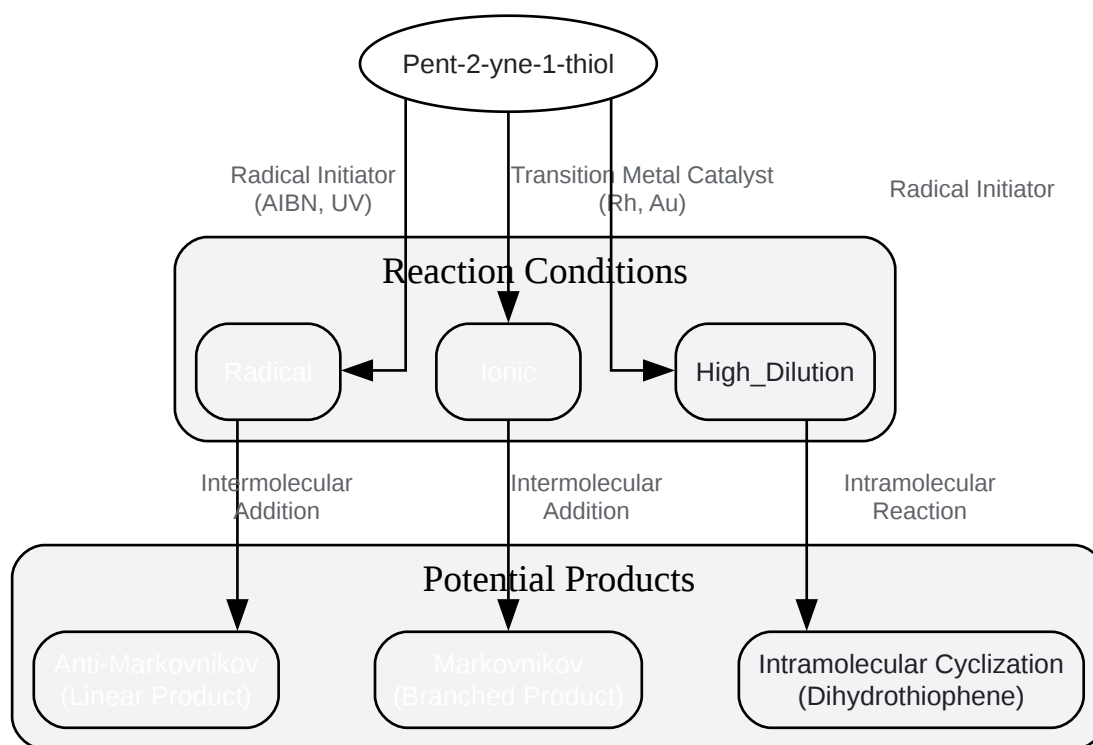 Pent-2-yne-1-thiol
Radical Initiator
(AIBN, UV)
Transition Metal Catalyst
(Rh, Au)
Radical Initiator
Reaction Conditions
Radical
Ionic
High_Dilution
Intermolecular
Addition
Intermolecular
Addition
Intramolecular
Reaction
Potential Products
Anti-Markovnikov
(Linear Product)
Markovnikov
(Branched Product)
Intramolecular Cyclization
(Dihydrothiophene)